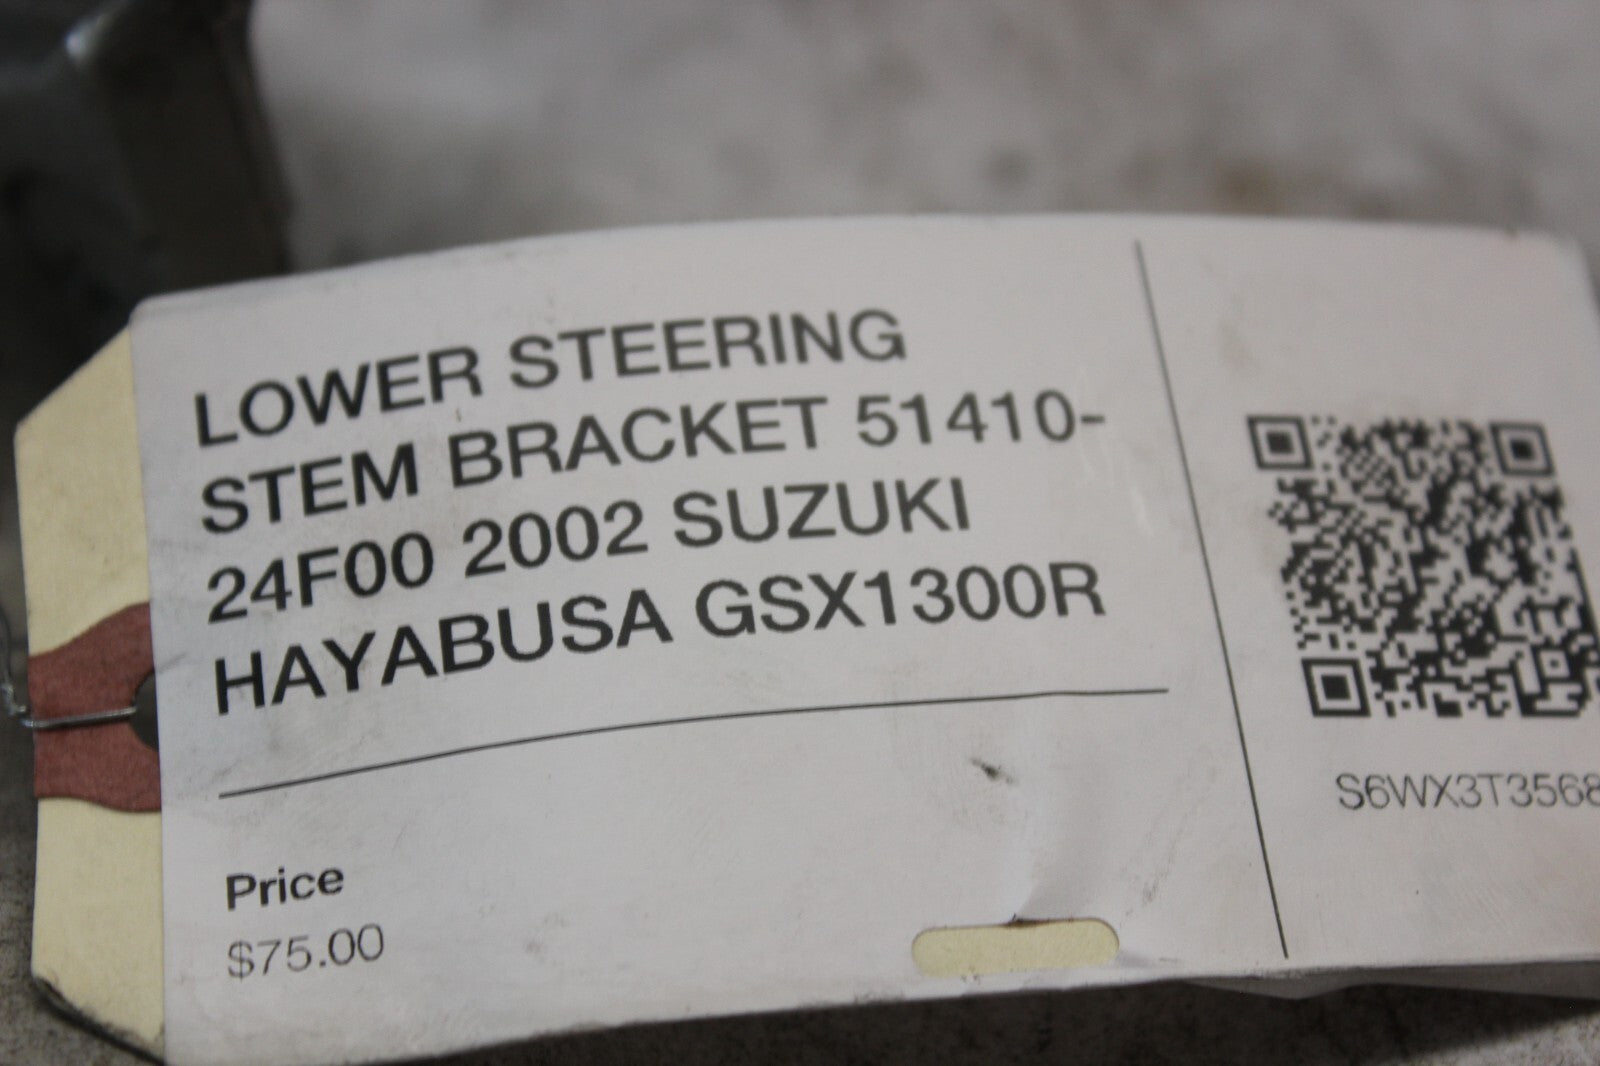 LOWER STEERING
STEM BRACKET 51410-
24F00 2002 SUZUKI
HAYABUSA GSX1300R
Price
$75.00
S6WX3T3568